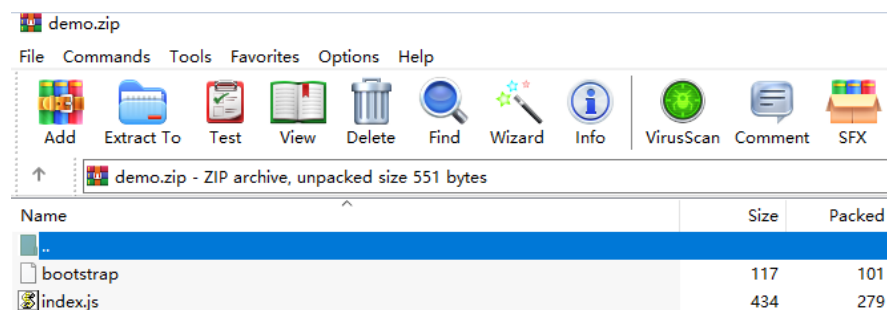 demo.zip
File Commands Tools Favorites Options Help
Add Extract To Test View Delete Find Wizard Info VirusScan Comment SFX
demo.zip - ZIP archive, unpacked size 551 bytes
Name Size Packed
..
bootstrap 117 101
index.js 434 279